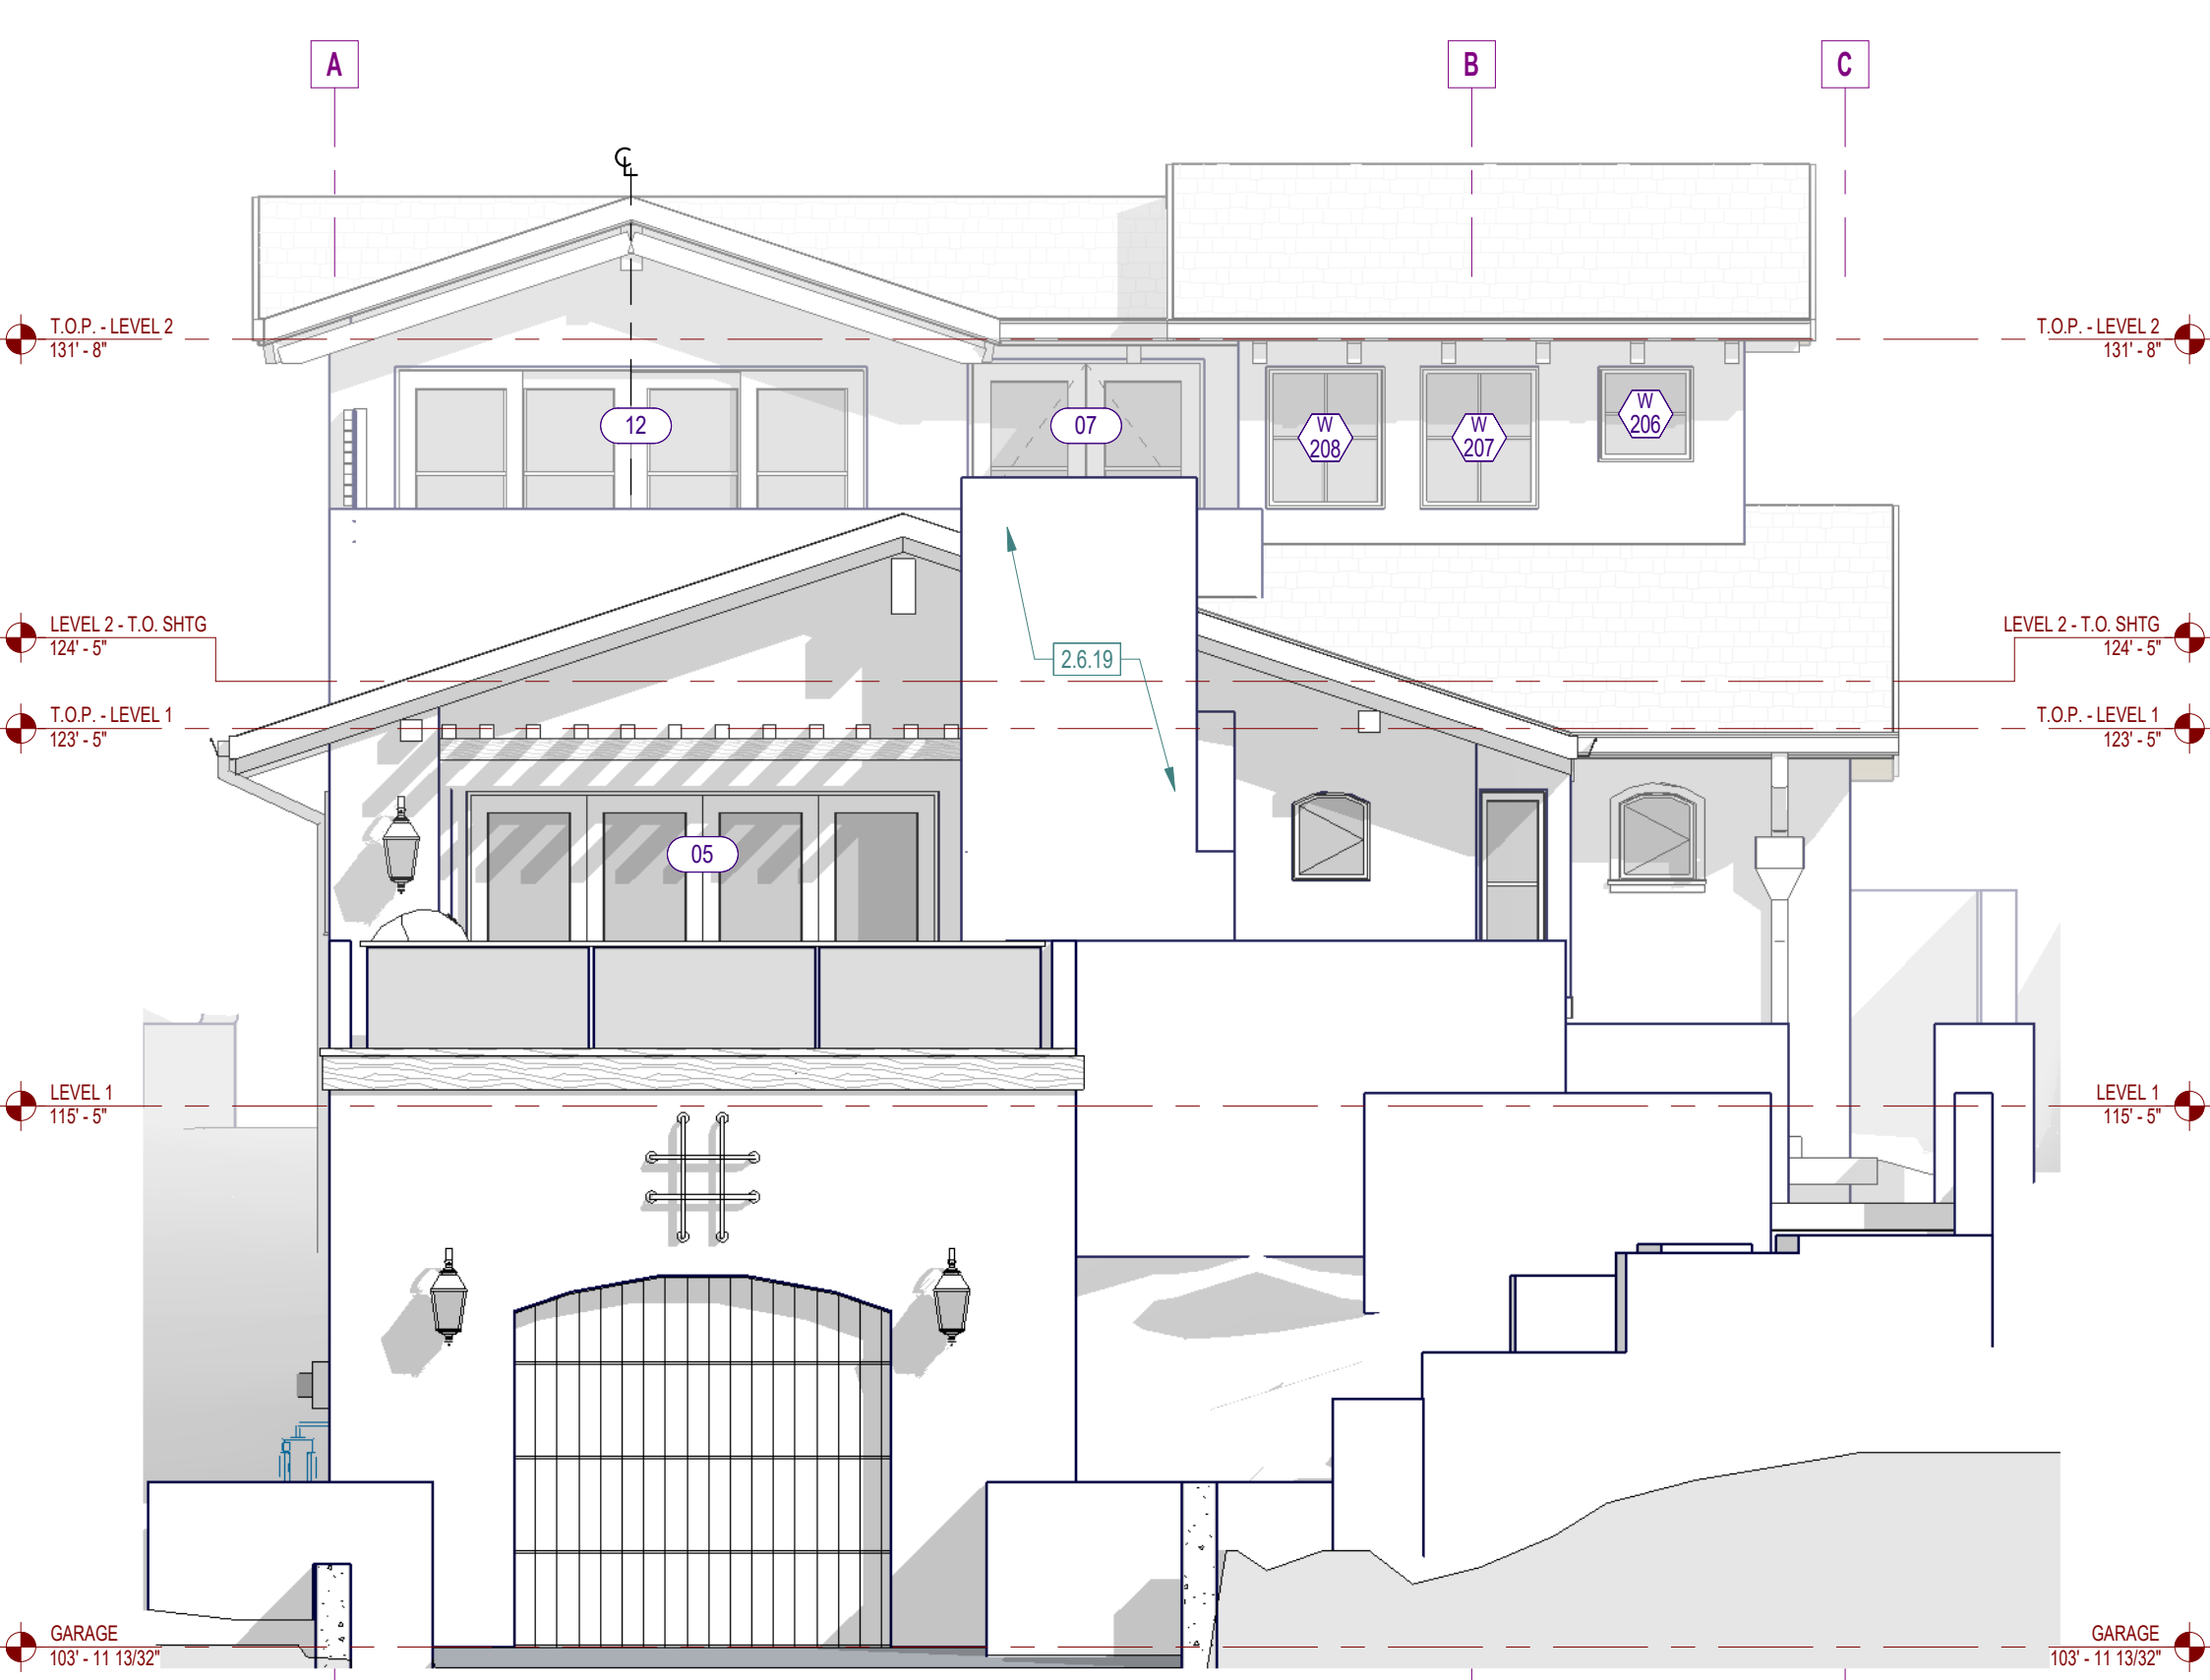 A
B
C
℄
T.O.P. - LEVEL 2
131' - 8"
T.O.P. - LEVEL 2
131' - 8"
12
07
W
208
W
207
W
206
LEVEL 2 - T.O. SHTG
124' - 5"
2.6.19
LEVEL 2 - T.O. SHTG
124' - 5"
T.O.P. - LEVEL 1
123' - 5"
T.O.P. - LEVEL 1
123' - 5"
05
LEVEL 1
115' - 5"
LEVEL 1
115' - 5"
GARAGE
103' - 11 13/32"
GARAGE
103' - 11 13/32"